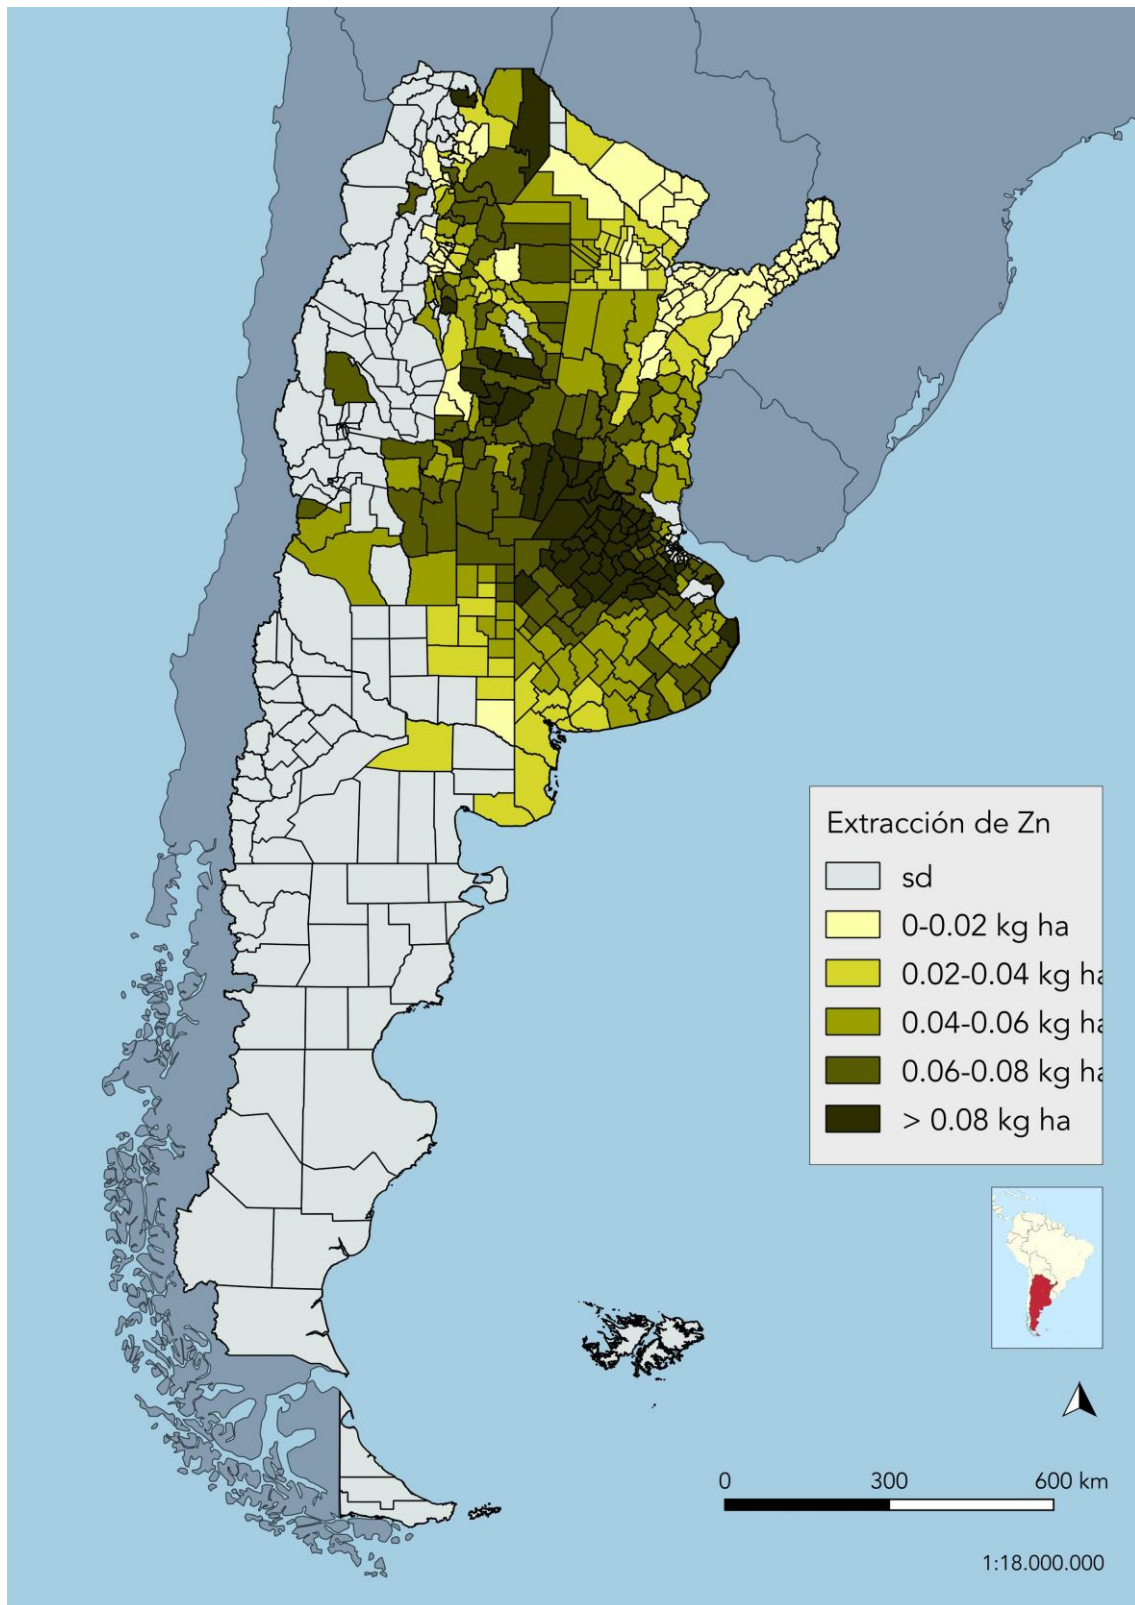 Extracción de Zn
sd
0-0.02 kg ha
0.02-0.04 kg ha
0.04-0.06 kg ha
0.06-0.08 kg ha
> 0.08 kg ha
0 300 600 km
1:18.000.000